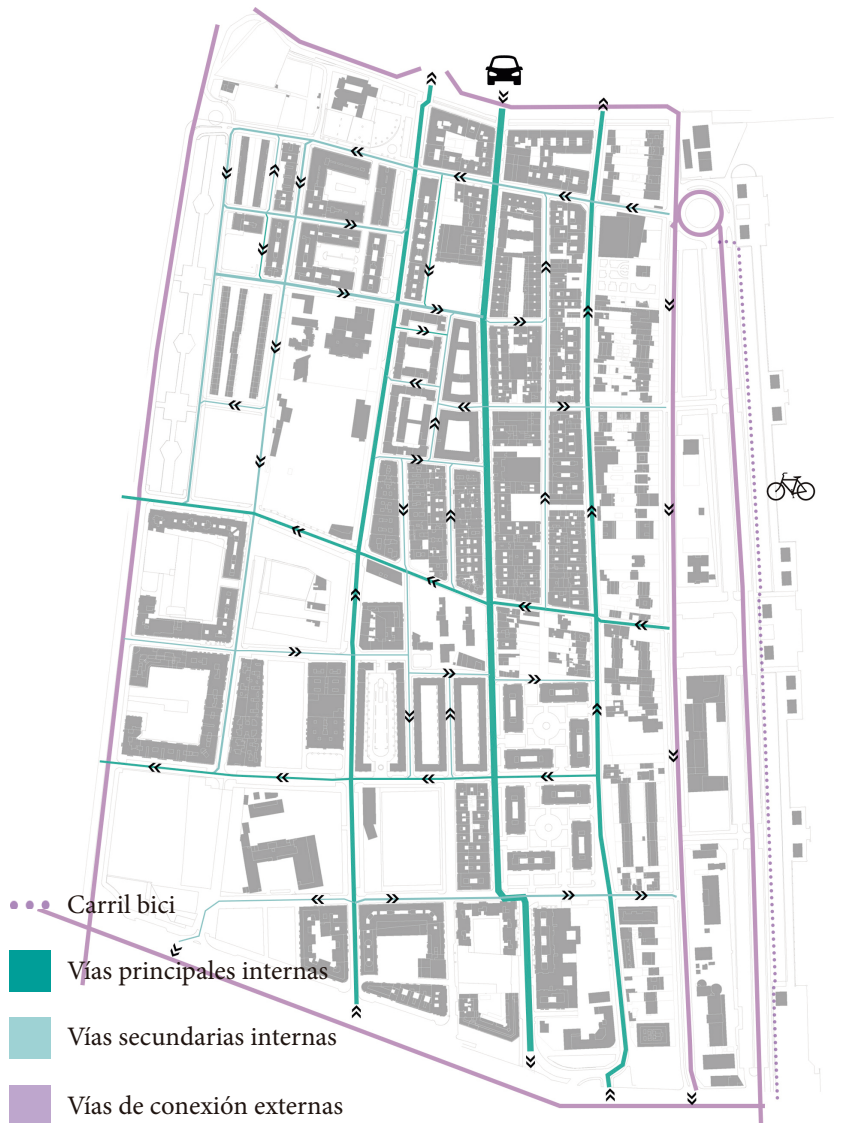 Carril bici
Vías principales internas
Vías secundarias internas
Vías de conexión externas